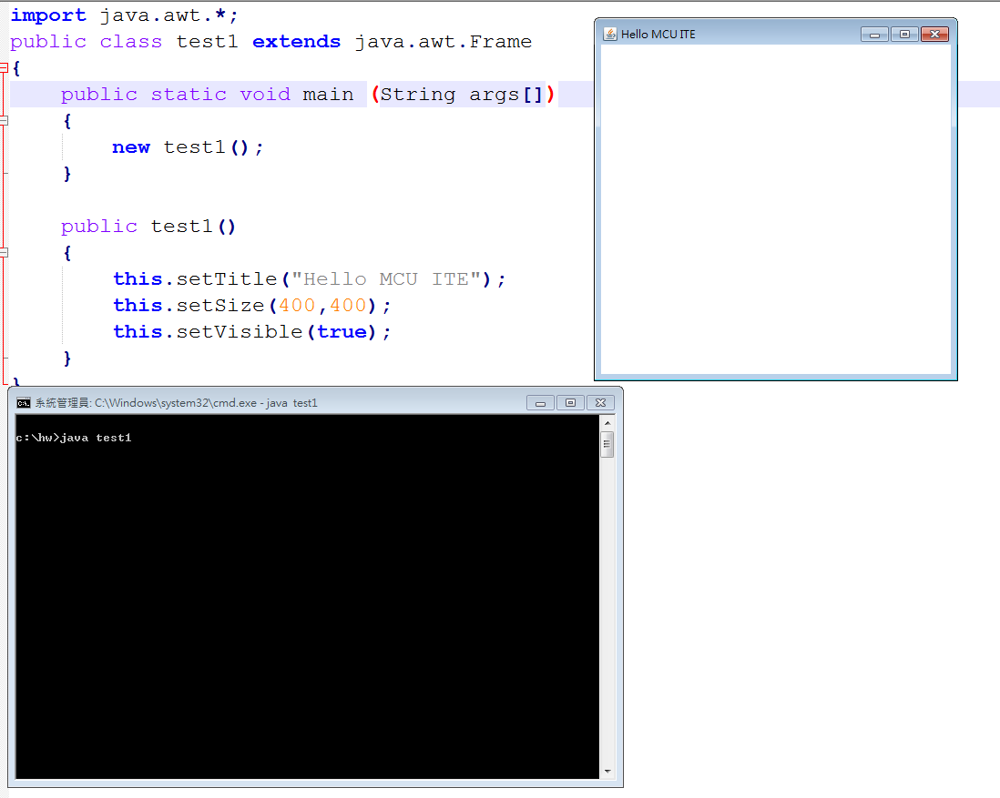 import java.awt.*;
public class test1 extends java.awt.Frame
{
    public static void main (String args[])
    {
        new test1();
    }
    public test1()
    {
        this.setTitle("Hello MCU ITE");
        this.setSize(400,400);
        this.setVisible(true);
    }
}
Hello MCU ITE
系統管理員: C:\Windows\system32\cmd.exe - java test1
c:\hw>java test1